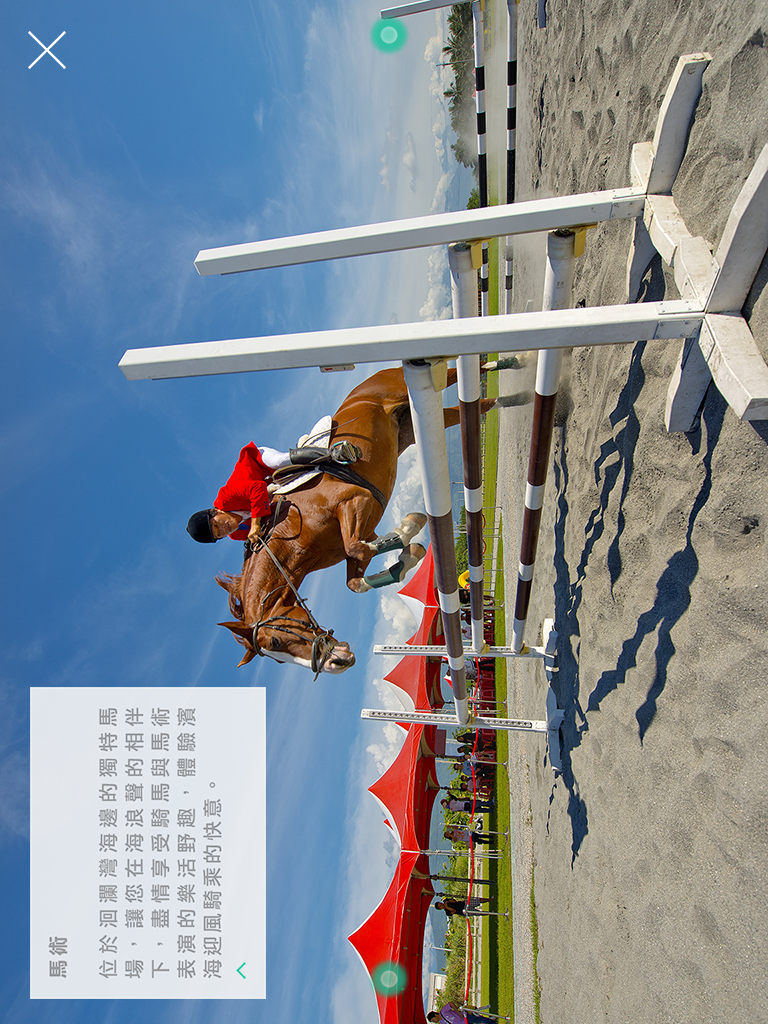 馬術
位於洄瀾灣海邊的獨特馬
場，讓您在海浪聲的相伴
下，盡情享受騎馬與馬術
表演的樂活野趣，體驗濱
海迎風騎乘的快意。